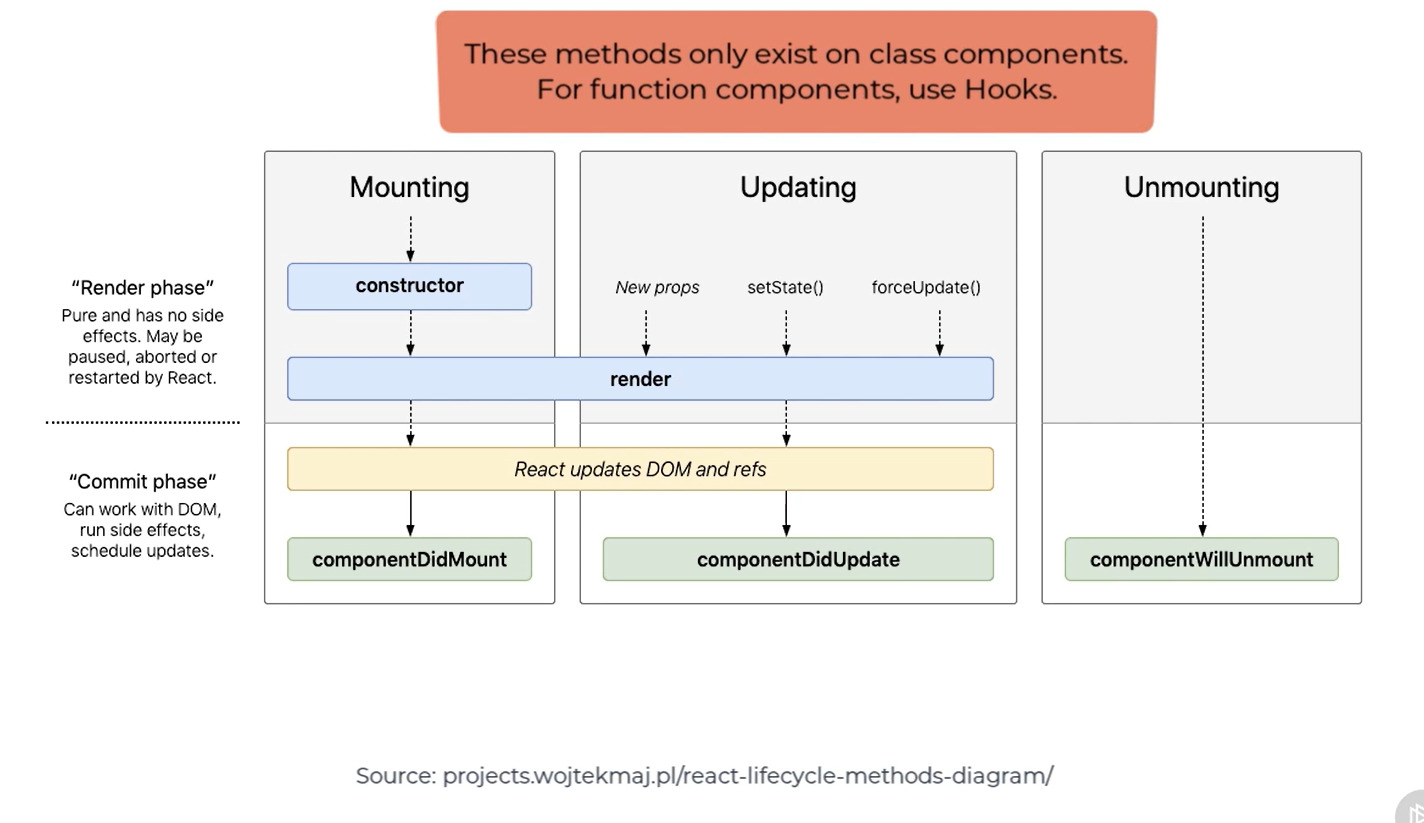 These methods only exist on class components.
For function components, use Hooks.
Mounting
Updating
Unmounting
“Render phase”
Pure and has no side
effects. May be
paused, aborted or
restarted by React.
constructor
New props
setState()
forceUpdate()
render
“Commit phase”
Can work with DOM,
run side effects,
schedule updates.
React updates DOM and refs
componentDidMount
componentDidUpdate
componentWillUnmount
Source: projects.wojtekmaj.pl/react-lifecycle-methods-diagram/